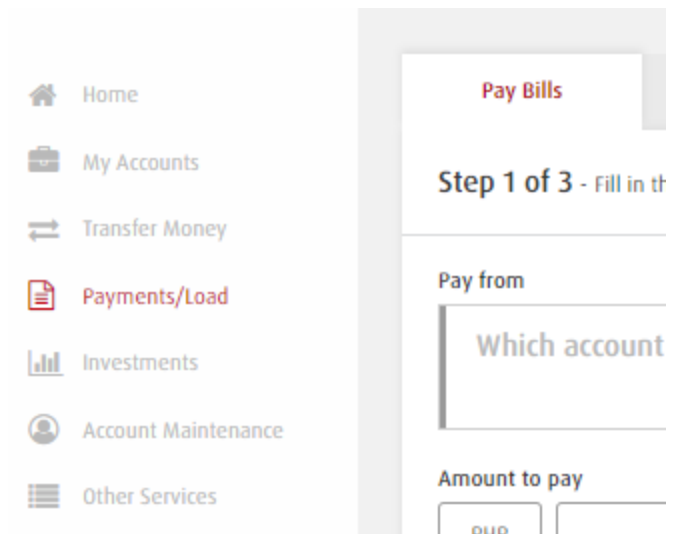 Home
My Accounts
Transfer Money
Payments/Load
Investments
Account Maintenance
Other Services
Pay Bills
Step 1 of 3 - Fill in
Pay from
Which account
Amount to pay